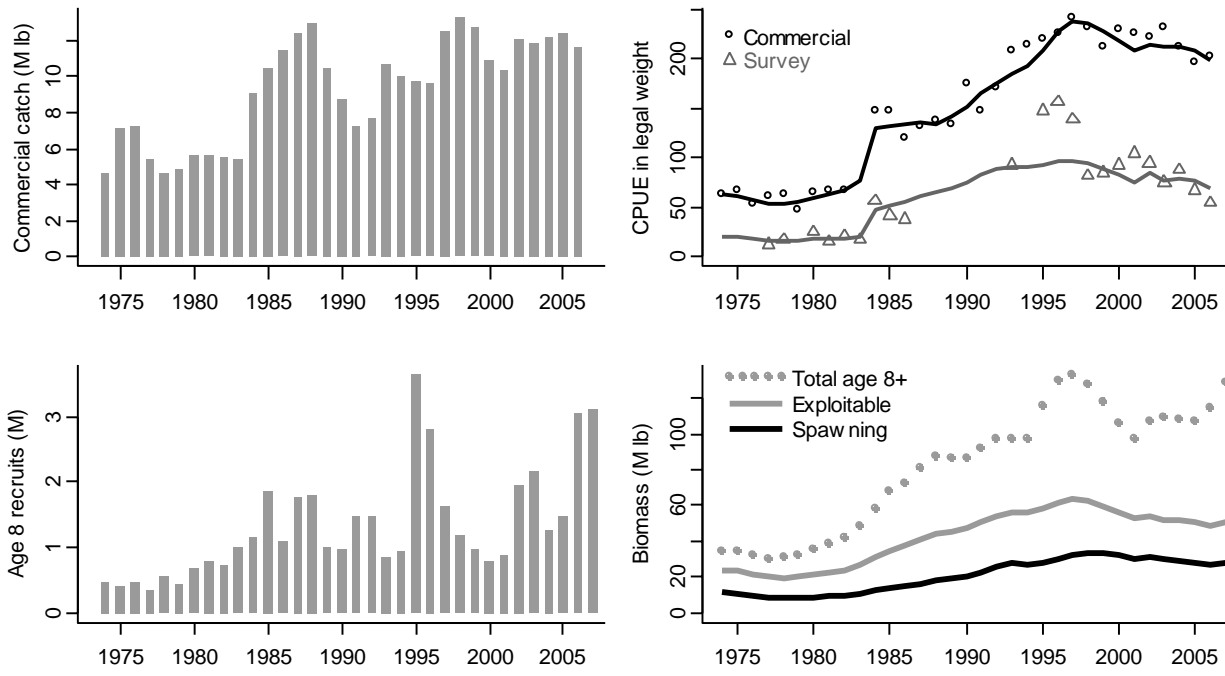 Commercial catch (M lb)
0 2 4 6 8 10
1975 1980 1985 1990 1995 2000 2005
CPUE in legal weight
0 50 100 200
Commercial
Survey
1975 1980 1985 1990 1995 2000 2005
Age 8 recruits (M)
0 1 2 3
1975 1980 1985 1990 1995 2000 2005
Biomass (M lb)
0 20 60 100
Total age 8+
Exploitable
Spawning
1975 1980 1985 1990 1995 2000 2005